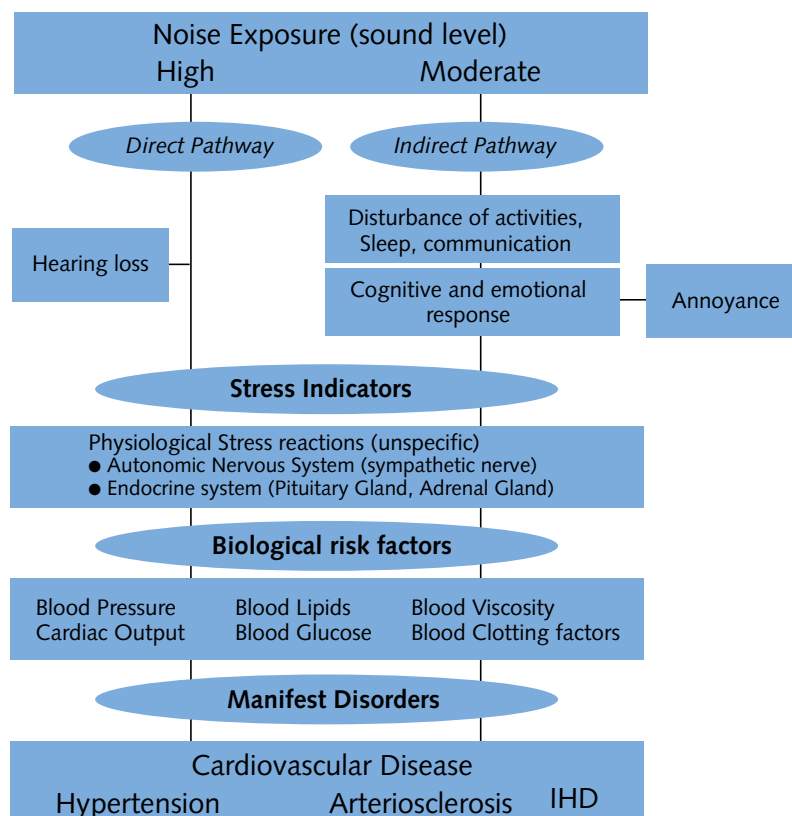 Noise Exposure (sound level)
High Moderate
Direct Pathway Indirect Pathway
Disturbance of activities,
Sleep, communication
Hearing loss
Cognitive and emotional
response
Annoyance
Stress Indicators
Physiological Stress reactions (unspecific)
● Autonomic Nervous System (sympathetic nerve)
● Endocrine system (Pituitary Gland, Adrenal Gland)
Biological risk factors
Blood Pressure Blood Lipids Blood Viscosity
Cardiac Output Blood Glucose Blood Clotting factors
Manifest Disorders
Cardiovascular Disease
Hypertension Arteriosclerosis IHD